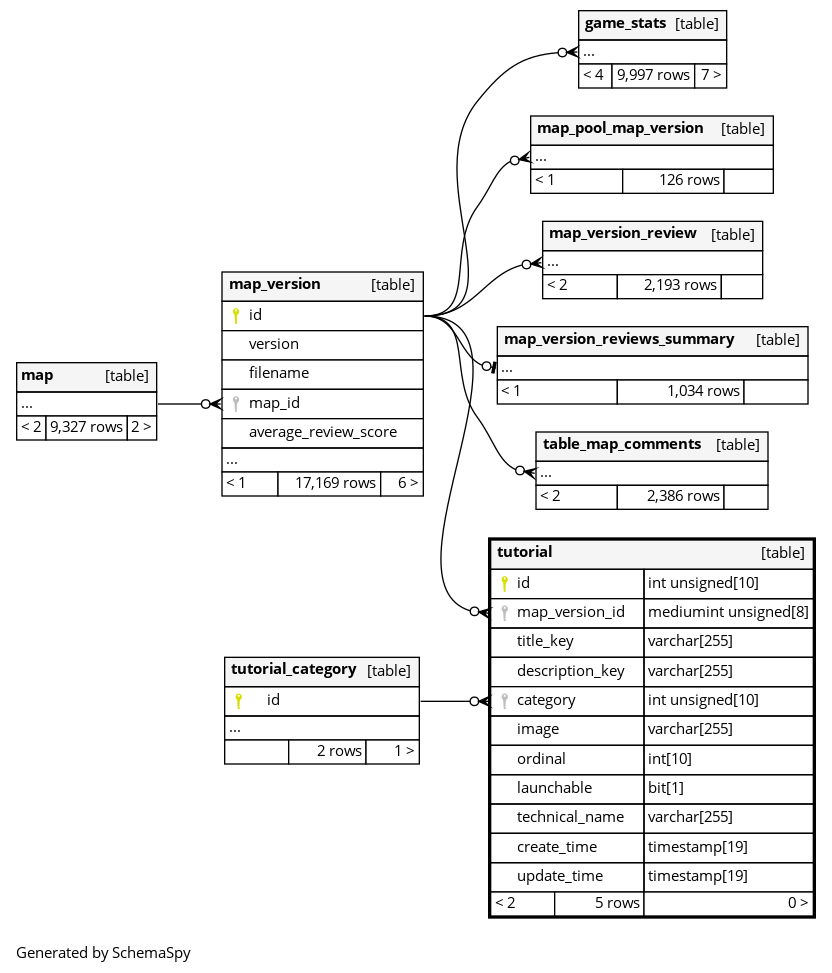 game_stats [table]
...
< 4 9,997 rows 7 >
map_pool_map_version [table]
...
< 1 126 rows
map_version_review [table]
...
< 2 2,193 rows
map_version [table]
id
version
filename
map_id
average_review_score
...
< 1 17,169 rows 6 >
map_version_reviews_summary [table]
...
< 1 1,034 rows
map [table]
...
< 2 9,327 rows 2 >
table_map_comments [table]
...
< 2 2,386 rows
tutorial [table]
id int unsigned[10]
map_version_id mediumint unsigned[8]
title_key varchar[255]
description_key varchar[255]
category int unsigned[10]
image varchar[255]
ordinal int[10]
launchable bit[1]
technical_name varchar[255]
create_time timestamp[19]
update_time timestamp[19]
< 2 5 rows 0 >
tutorial_category [table]
id
...
2 rows 1 >
Generated by SchemaSpy